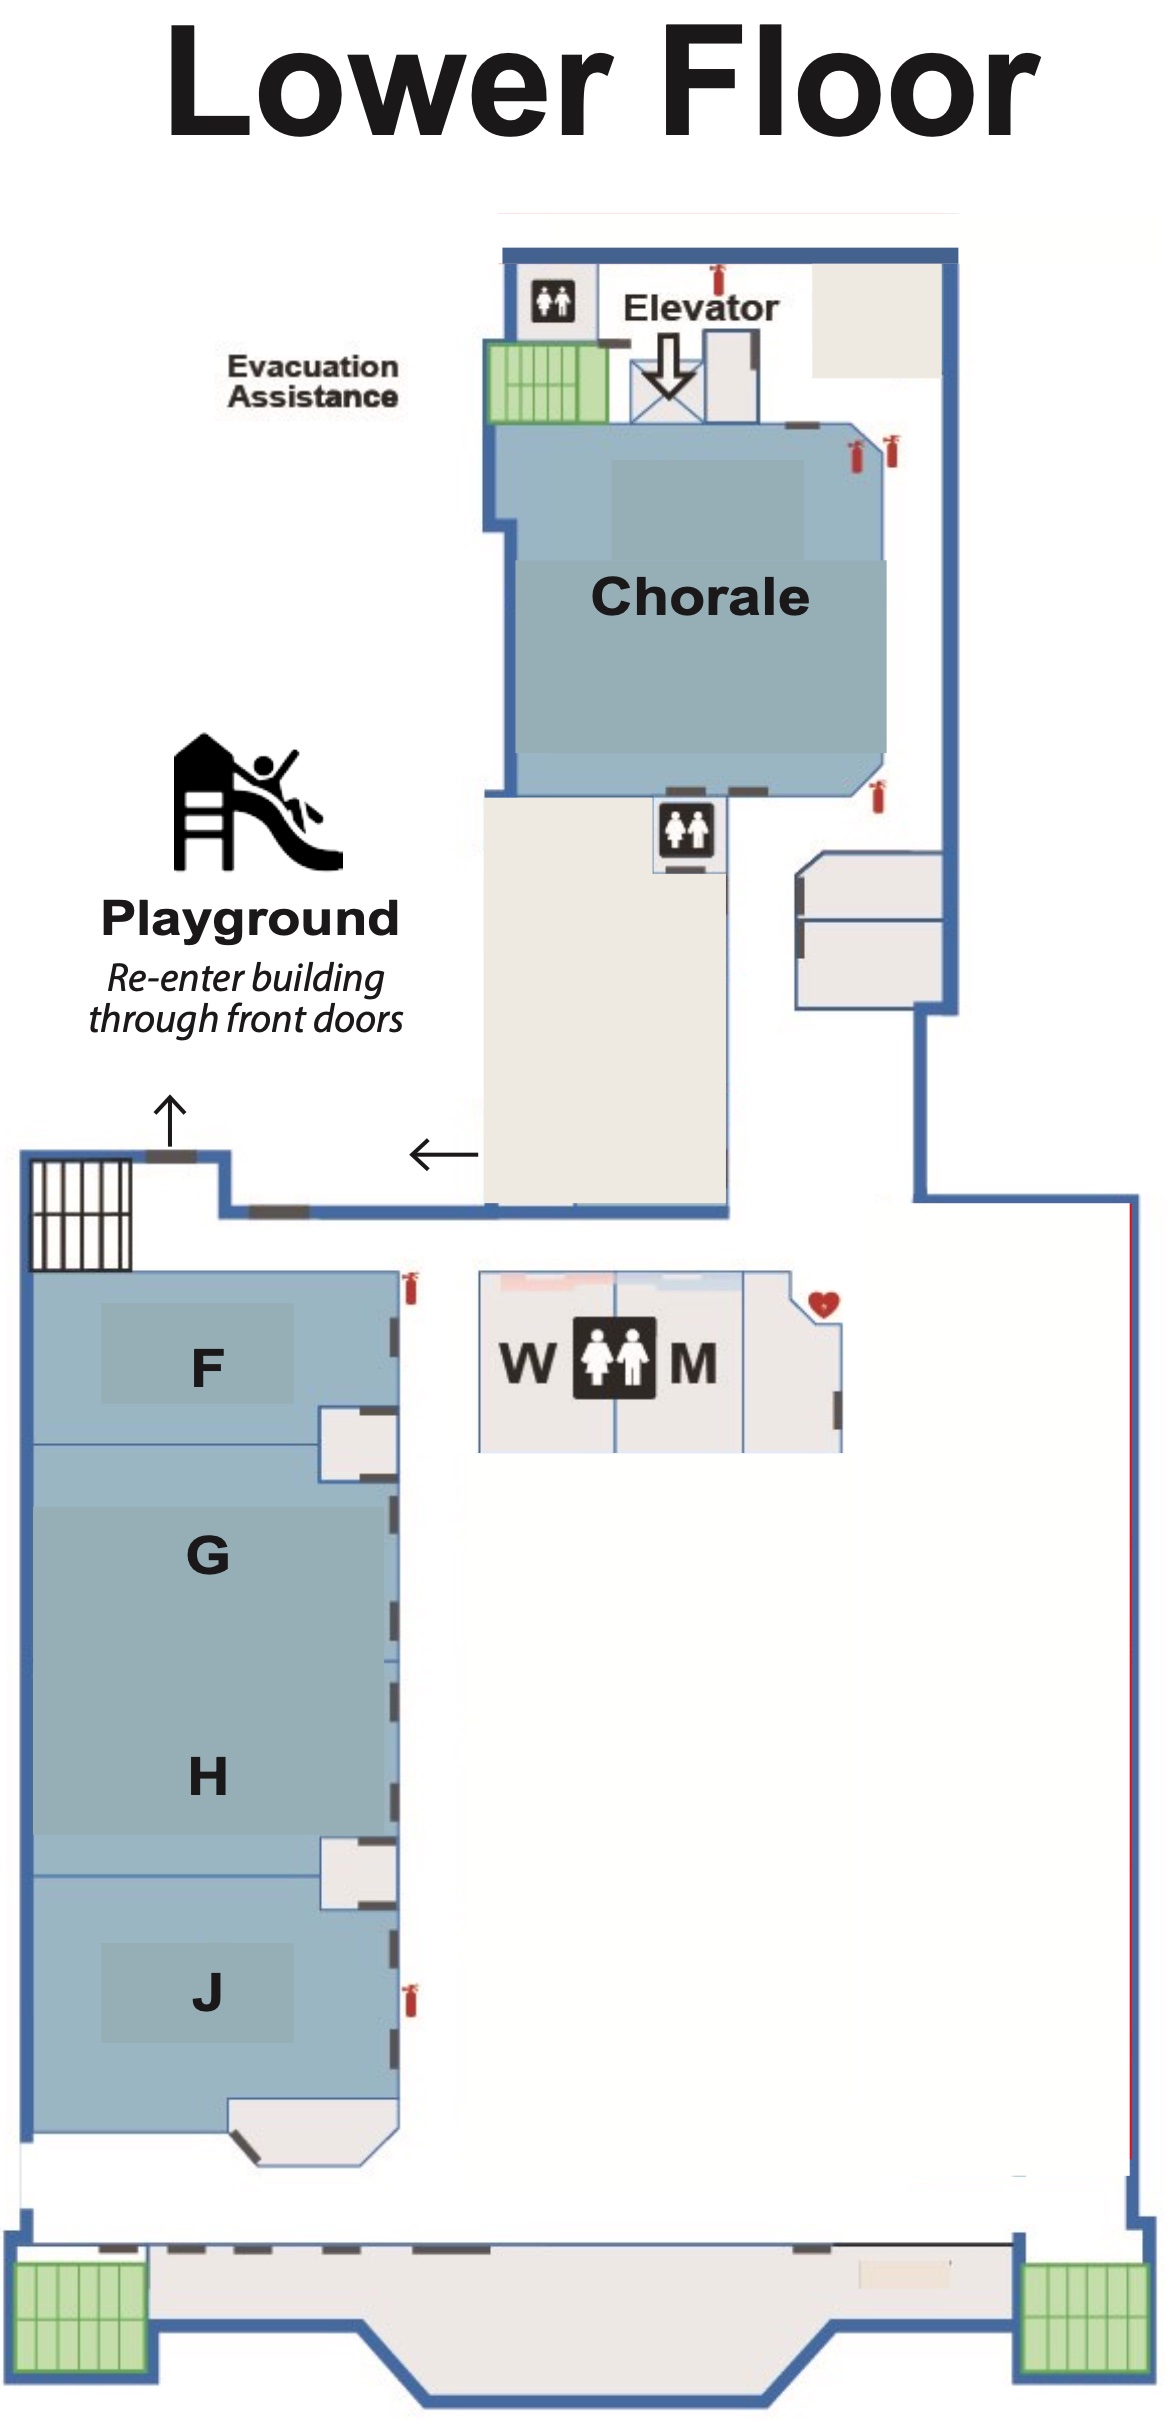 Lower Floor
Elevator
Evacuation
Assistance
Chorale
Playground
Re-enter building
through front doors
W M
F
G
H
J